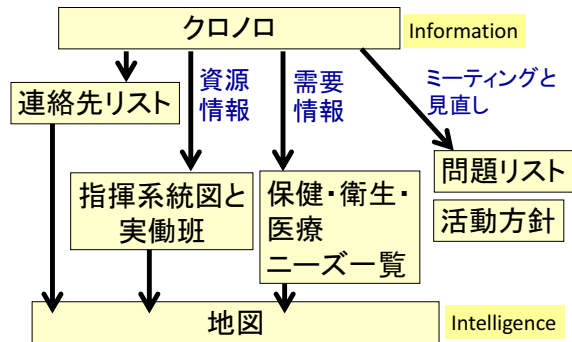 クロノロ
Information
連絡先リスト
資源
情報
需要
情報
ミーティングと
見直し
指揮系統図と
実働班
保健・衛生・
医療
ニーズ一覧
問題リスト
活動方針
地図
Intelligence